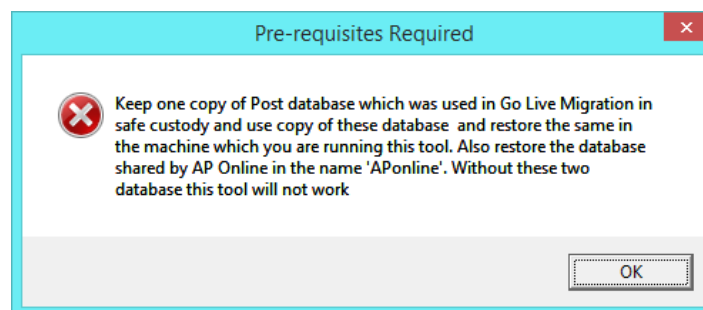 Pre-requisites Required
Keep one copy of Post database which was used in Go Live Migration in
safe custody and use copy of these database  and restore the same in
the machine which you are running this tool. Also restore the database
shared by AP Online in the name 'APonline'. Without these two
database this tool will not work
OK